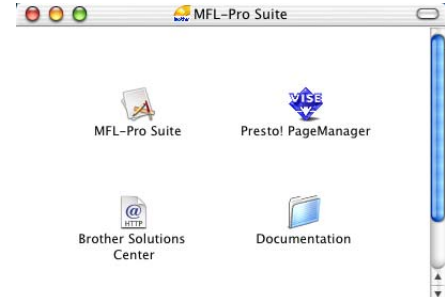 MFL-Pro Suite
MFL-Pro Suite
Presto! PageManager
Brother Solutions
Center
Documentation
VISE
@
HTTP